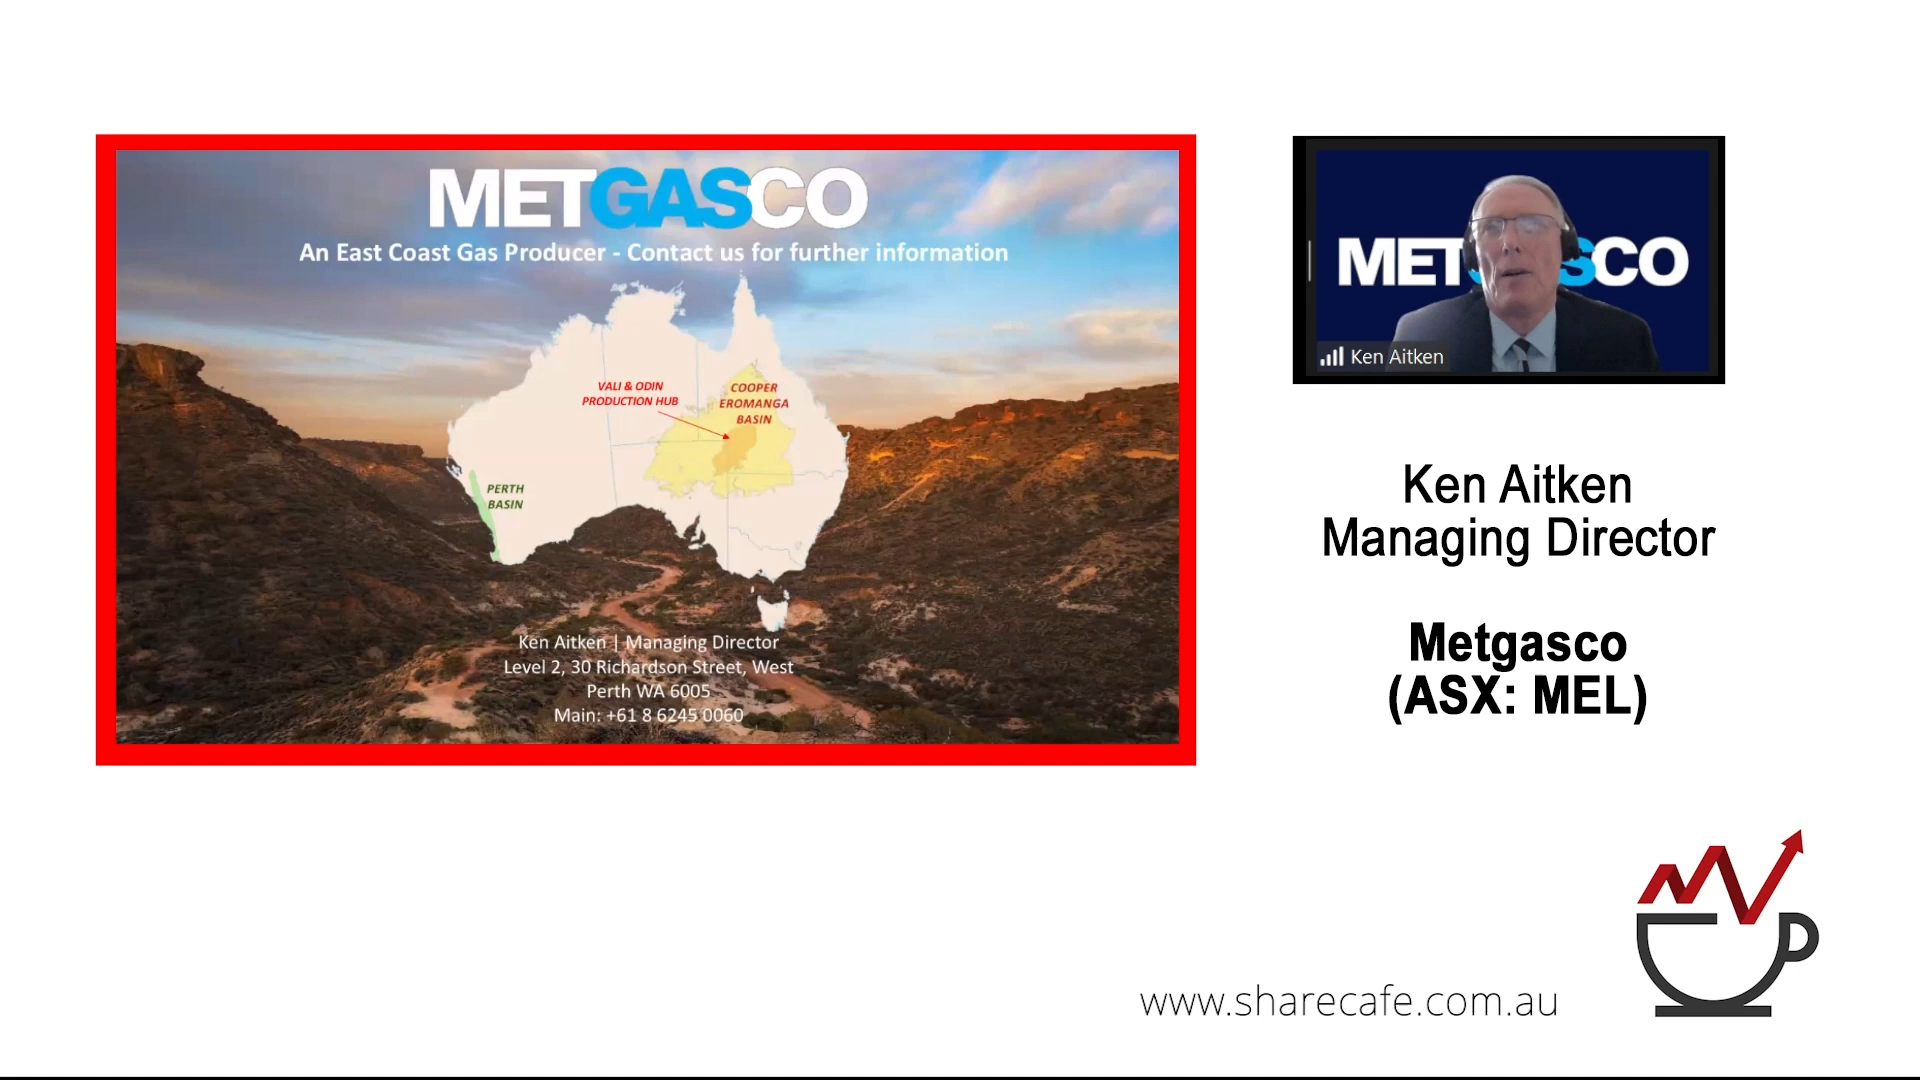 METGASCO
An East Coast Gas Producer - Contact us for further information
VALI & ODIN
PRODUCTION HUB
COOPER
EROMANGA
BASIN
PERTH
BASIN
Ken Aitken | Managing Director
Level 2, 30 Richardson Street, West
Perth WA 6005
Main: +61 8 6245 0060
MET SCO
Ken Aitken
Ken Aitken
Managing Director
Metgasco
(ASX: MEL)
www.sharecafe.com.au